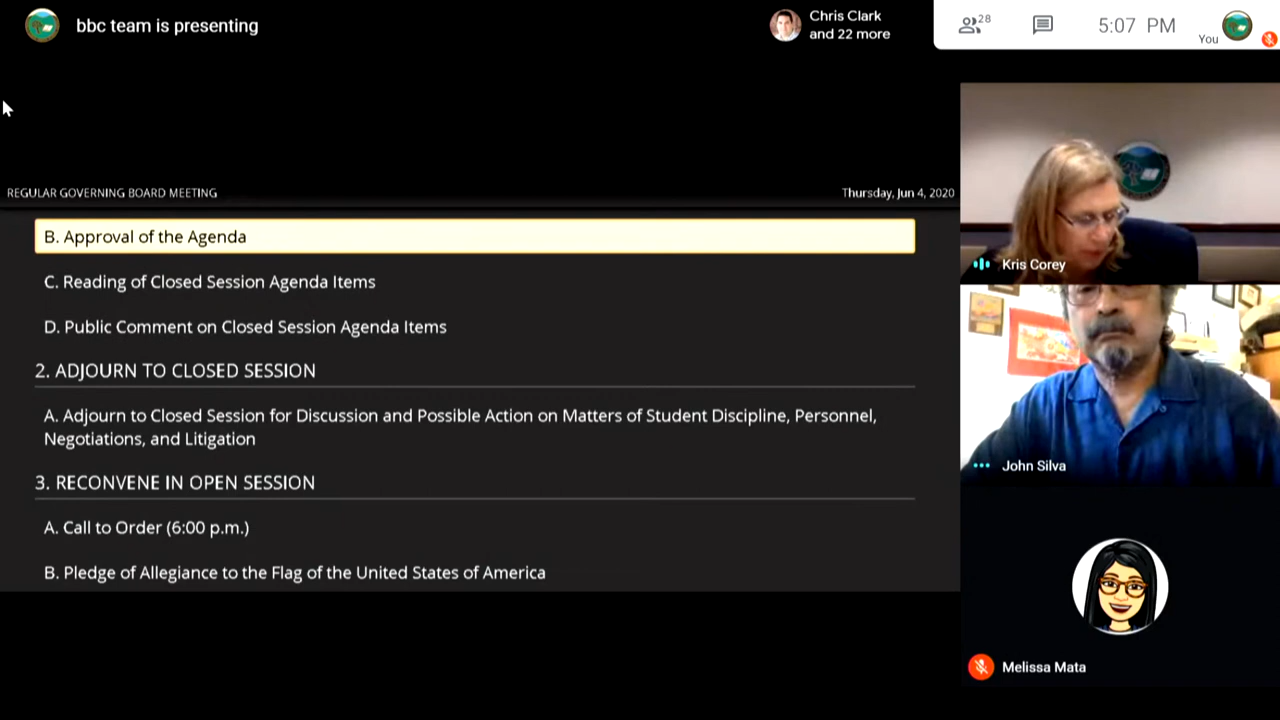 bbc team is presenting
Chris Clark
and 22 more
28
5:07 PM
You
REGULAR GOVERNING BOARD MEETING
Thursday, Jun 4, 2020
B. Approval of the Agenda
C. Reading of Closed Session Agenda Items
D. Public Comment on Closed Session Agenda Items
2. ADJOURN TO CLOSED SESSION
A. Adjourn to Closed Session for Discussion and Possible Action on Matters of Student Discipline, Personnel,
Negotiations, and Litigation
3. RECONVENE IN OPEN SESSION
A. Call to Order (6:00 p.m.)
B. Pledge of Allegiance to the Flag of the United States of America
Kris Corey
John Silva
Melissa Mata